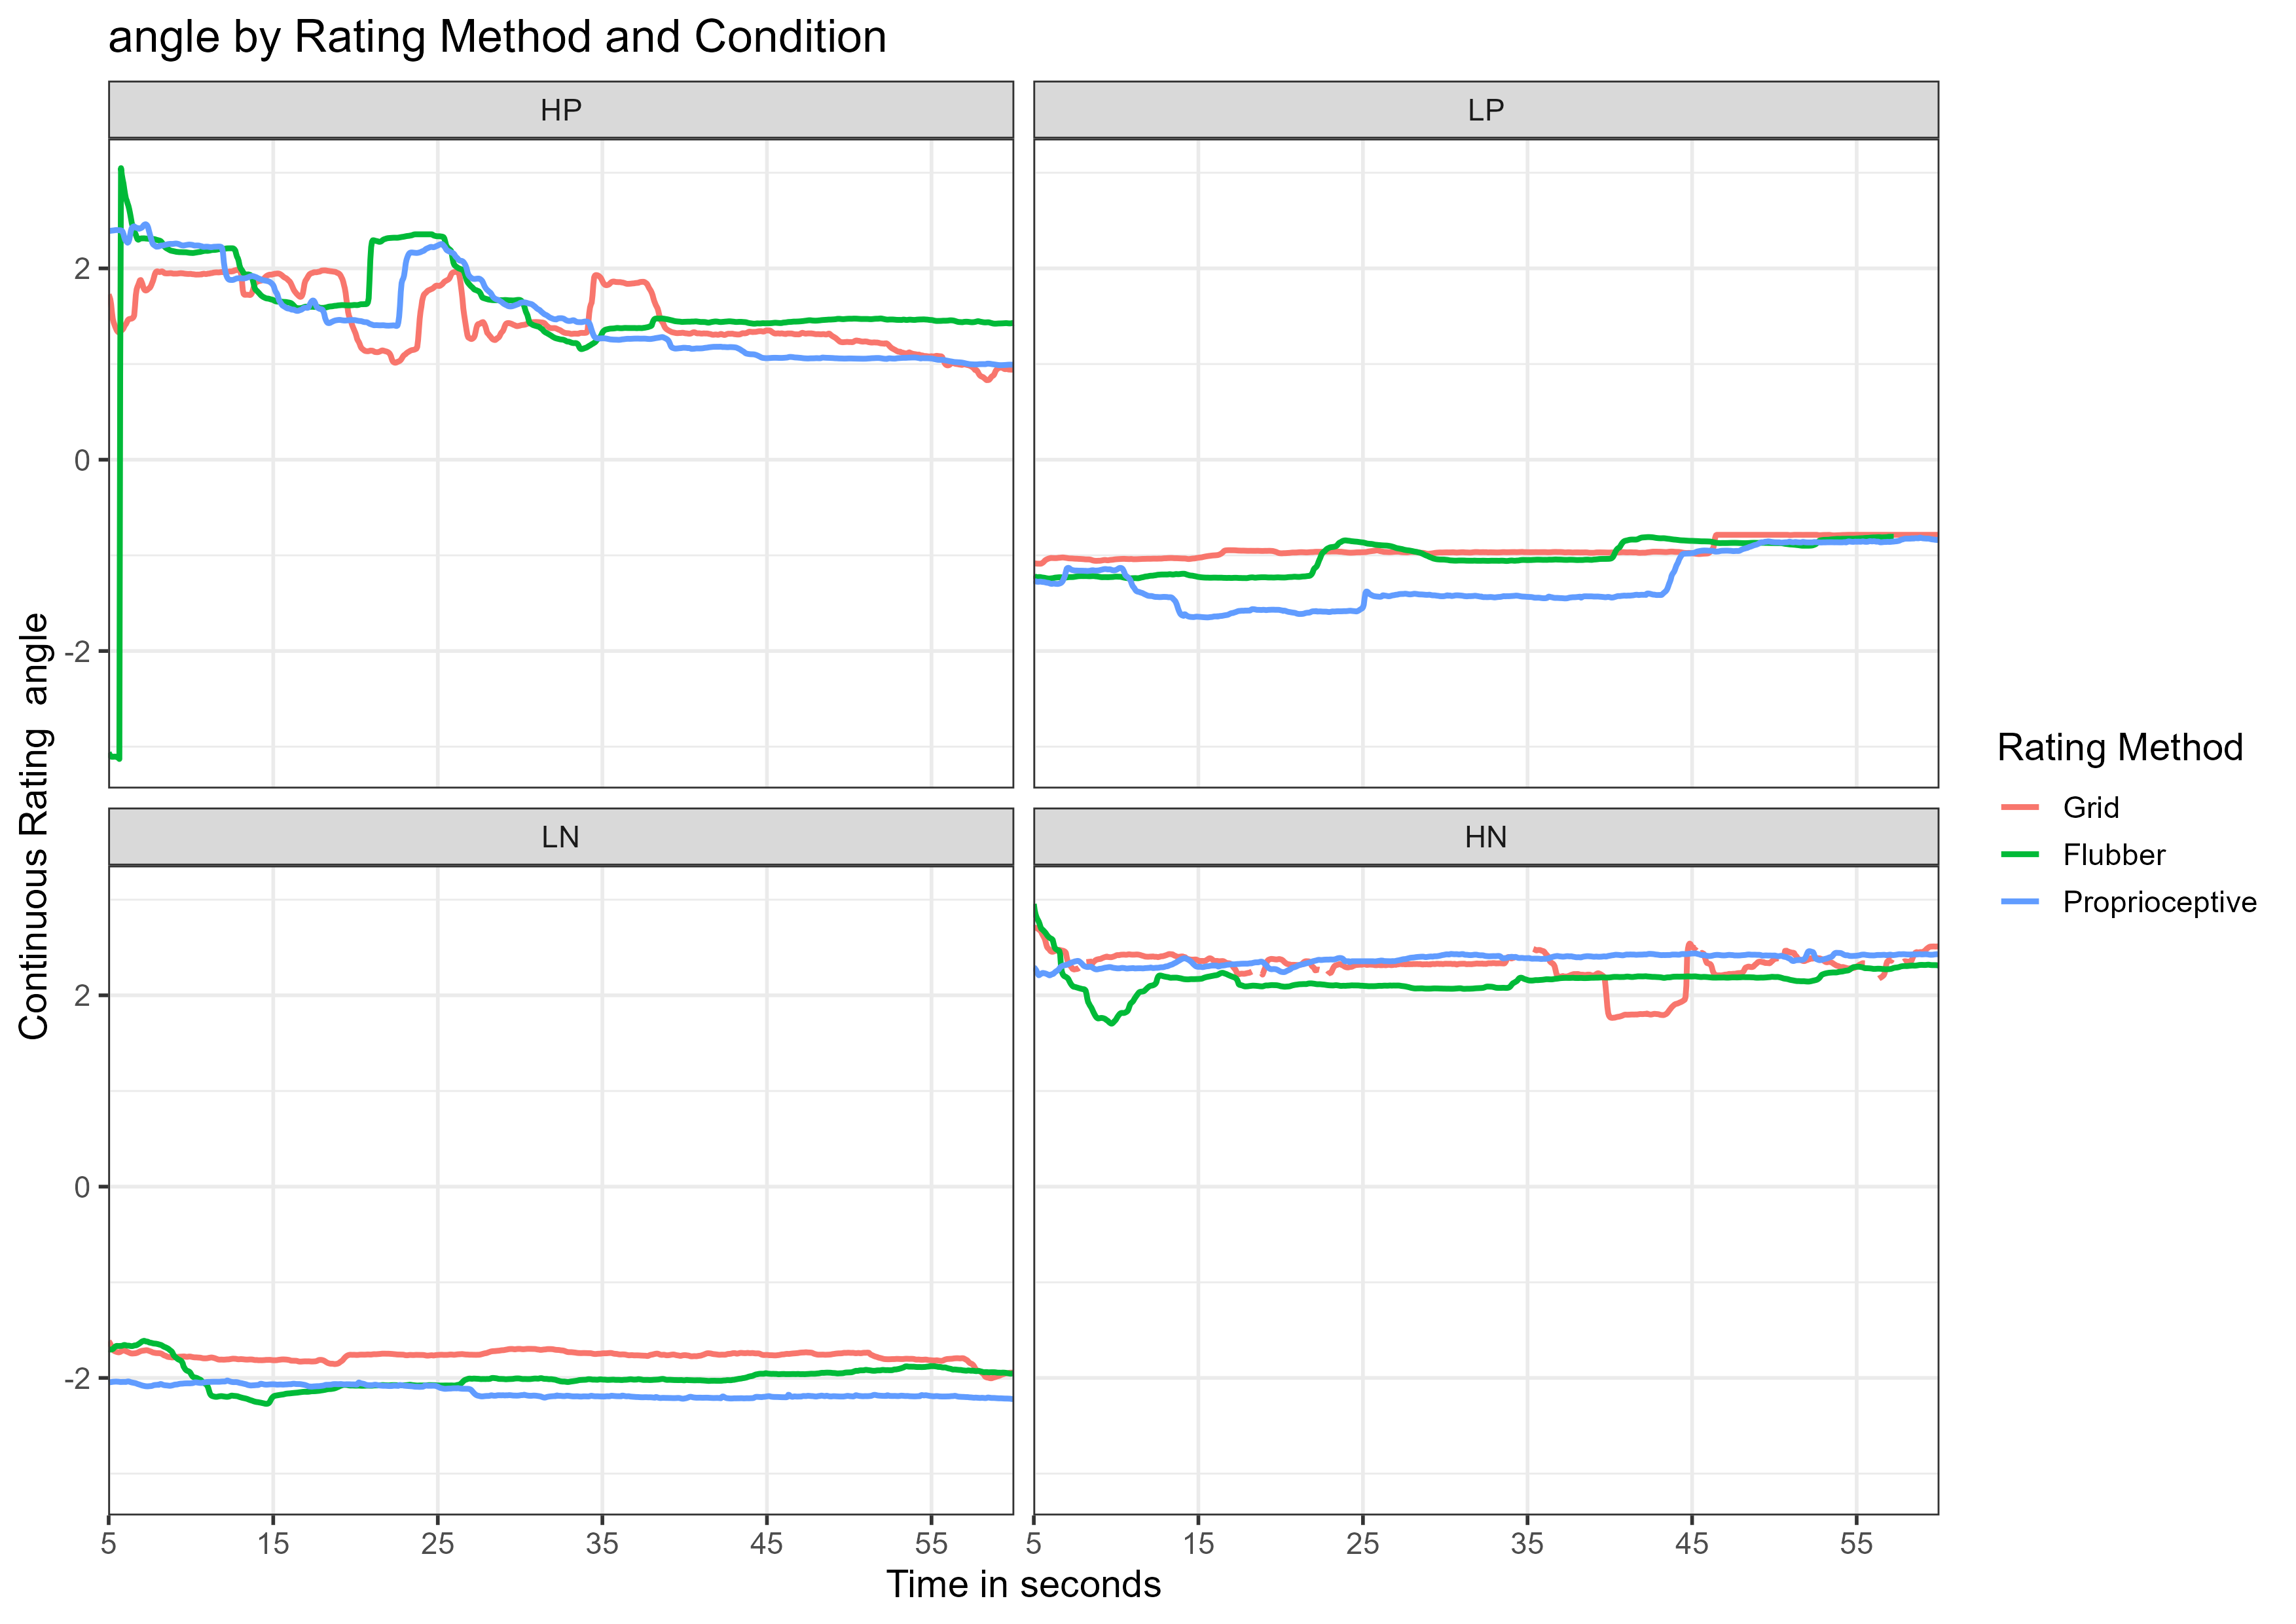 angle by Rating Method and Condition
HP
LP
2
0
-2
LN
HN
2
0
-2
5 15 25 35 45 55
5 15 25 35 45 55
Time in seconds
Continuous Rating angle
Rating Method
Grid
Flubber
Proprioceptive